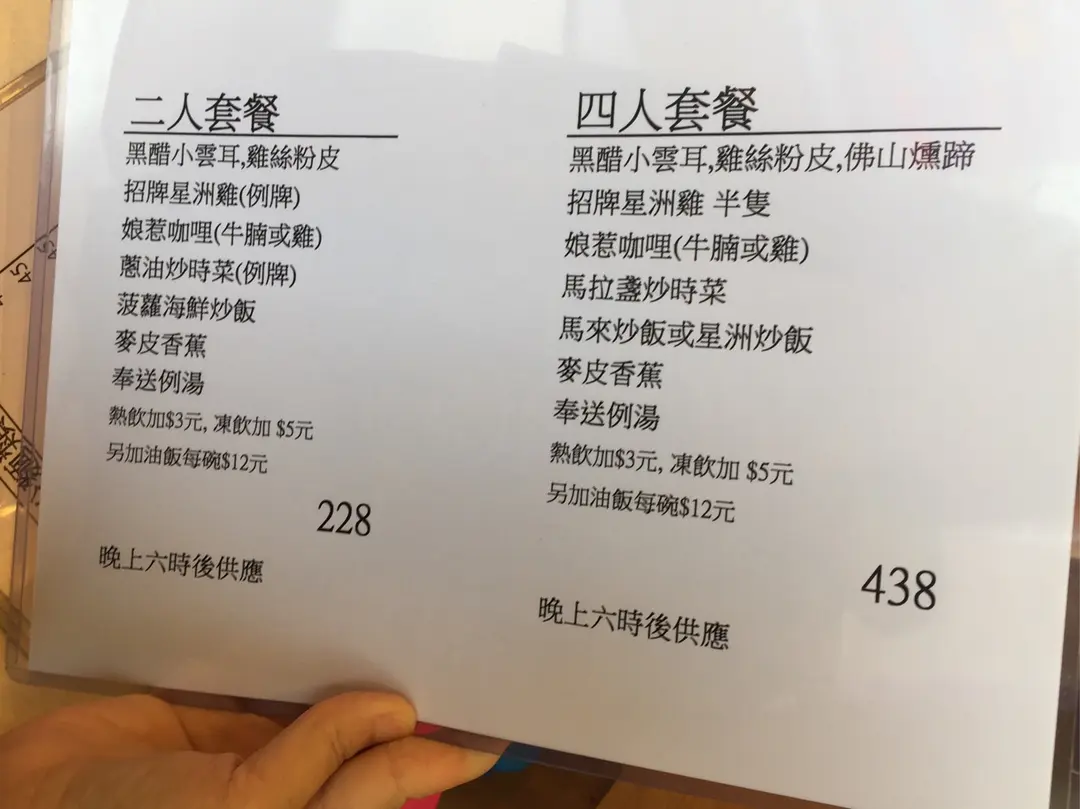 二人套餐
黑醋小雲耳,雞絲粉皮
招牌星洲雞(例牌)
娘惹咖哩(牛腩或雞)
蔥油炒時菜(例牌)
菠蘿海鮮炒飯
麥皮香蕉
奉送例湯
熱飲加$3元, 凍飲加 $5元
另加油飯每碗$12元
228
晚上六時後供應
四人套餐
黑醋小雲耳,雞絲粉皮,佛山燻蹄
招牌星洲雞 半隻
娘惹咖哩(牛腩或雞)
馬拉盞炒時菜
馬來炒飯或星洲炒飯
麥皮香蕉
奉送例湯
熱飲加$3元, 凍飲加 $5元
另加油飯每碗$12元
438
晚上六時後供應
45